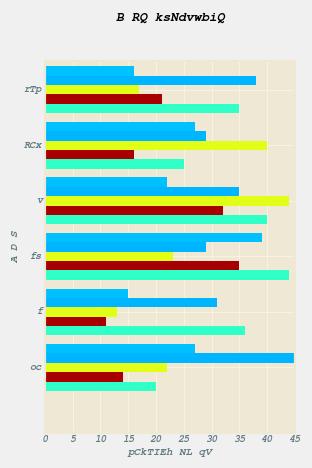 B RQ ksNdvwbiQ
rTp
RCx
v
fs
f
oc
A D S
0 5 10 15 20 25 30 35 40 45
pCkTIEh NL qV